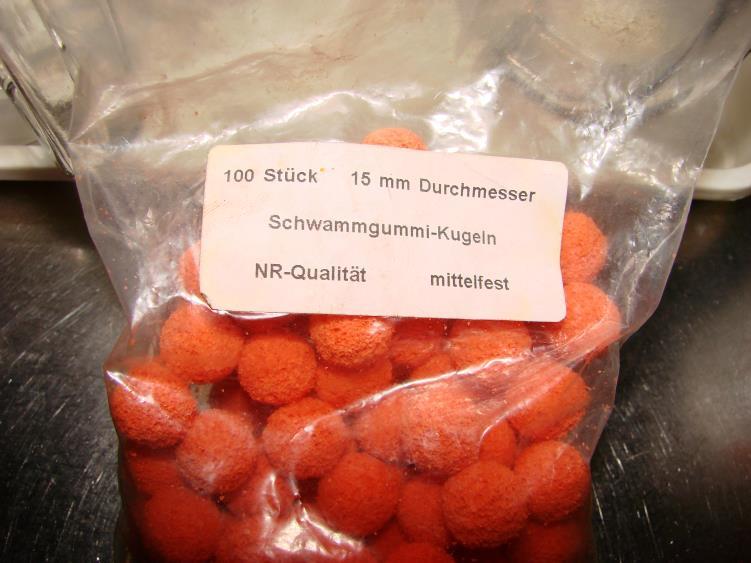 100 Stück 15 mm Durchmesser
Schwammgummi-Kugeln
NR-Qualität mittelfest